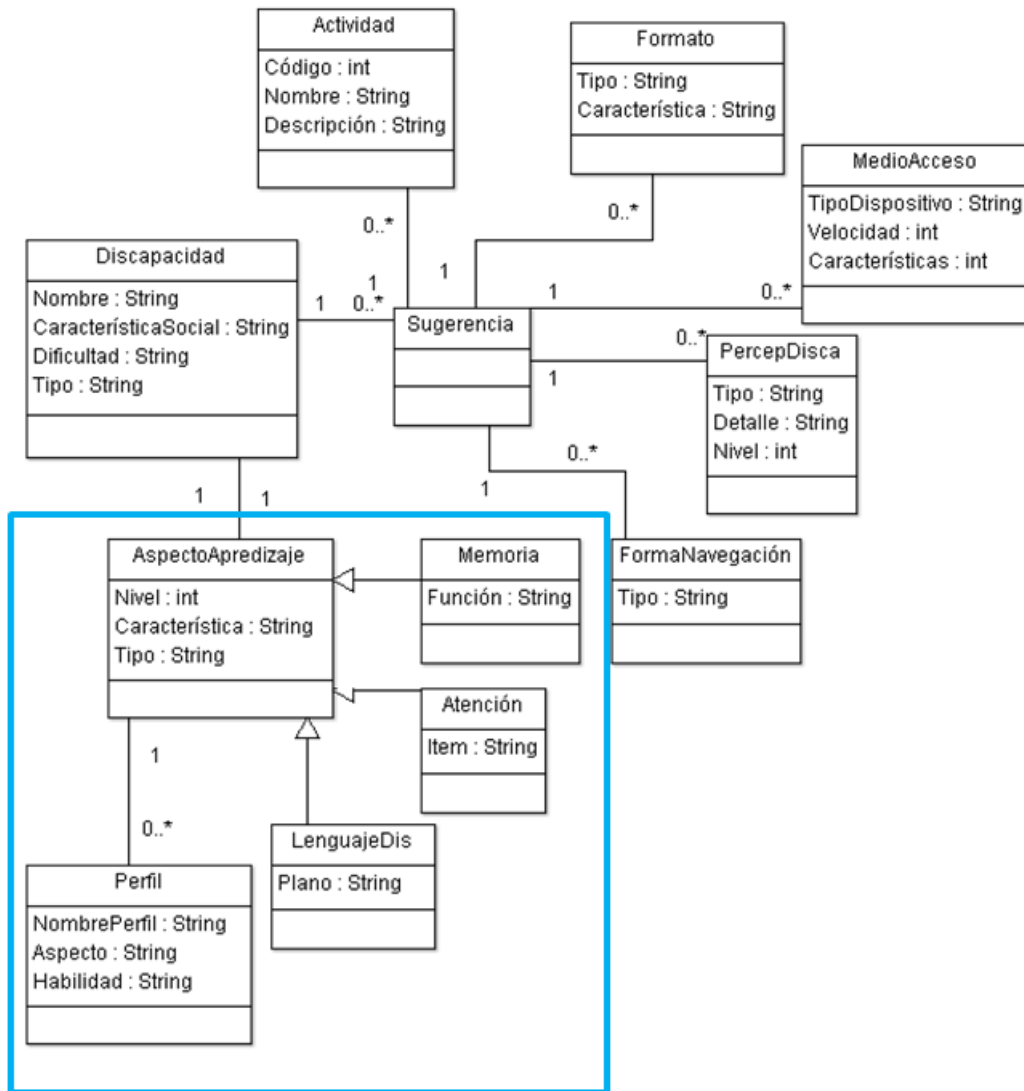 Actividad
Código : int
Nombre : String
Descripción : String
Formato
Tipo : String
Característica : String
MedioAcceso
TipoDispositivo : String
Velocidad : int
Características : int
0..*
0..*
Discapacidad
Nombre : String
CaracterísticaSocial : String
Dificultad : String
Tipo : String
1
1
1
0..*
1
0..*
Sugerencia
0..*
1
PercepDisca
Tipo : String
Detalle : String
Nivel : int
0..*
1
1
1
AspectoApredizaje
Nivel : int
Característica : String
Tipo : String
Memoria
Función : String
FormaNavegación
Tipo : String
Atención
Item : String
1
0..*
LenguajeDis
Plano : String
Perfil
NombrePerfil : String
Aspecto : String
Habilidad : String